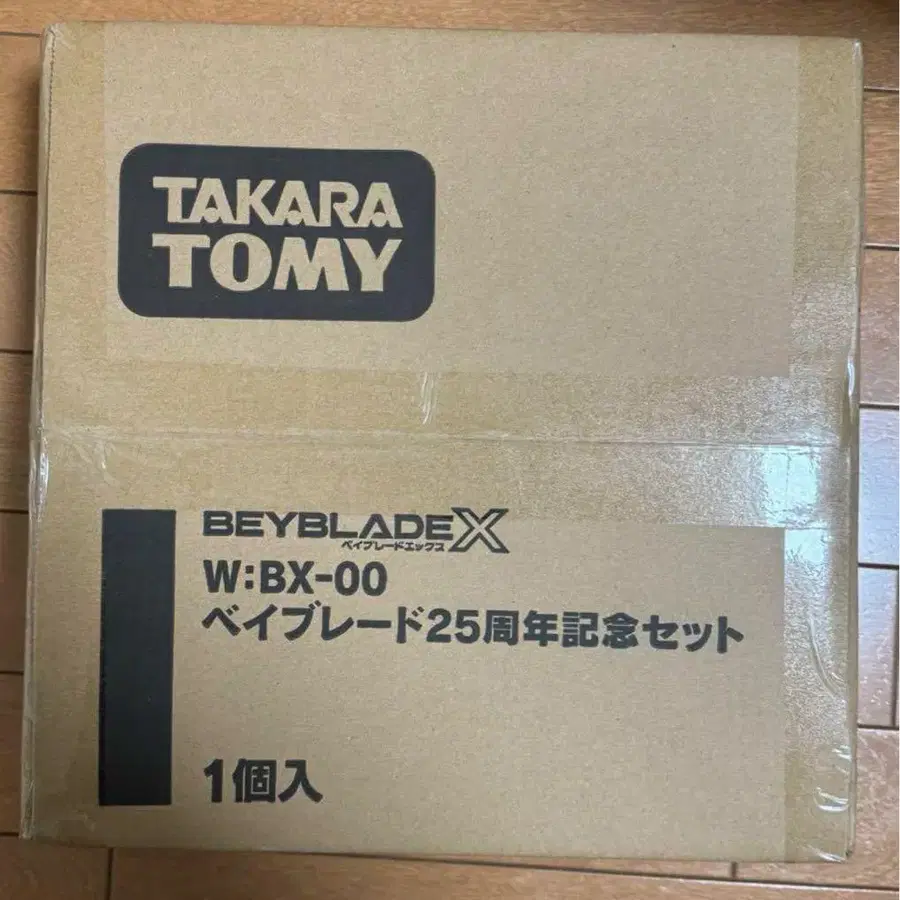 TAKARA
TOMY
BEYBLADE X
ベイブレードエックス
W:BX-00
ベイブレード25周年記念セット
1個入